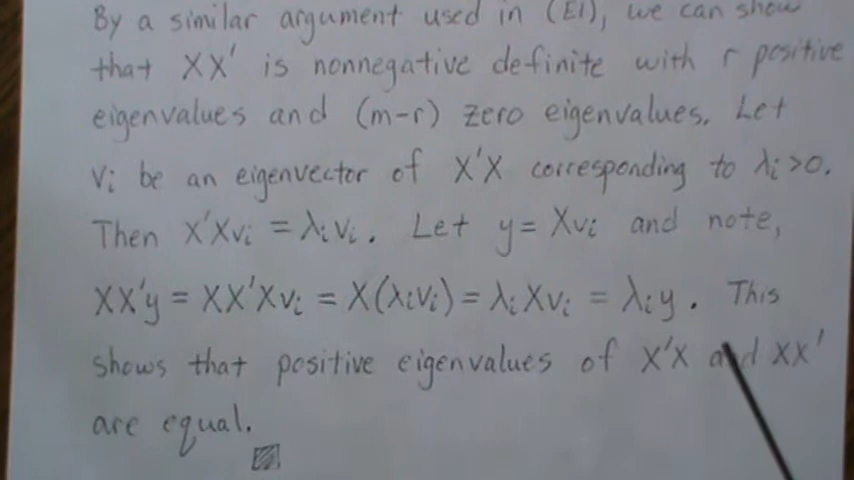 By a similar argument used in (E1), we can show
that XX' is nonnegative definite with r positive
eigenvalues and (m-r) zero eigenvalues. Let
vᵢ be an eigenvector of X'X corresponding to λᵢ>0.
Then X'Xvᵢ = λᵢvᵢ. Let y = Xvᵢ and note,
XX'y = XX'Xvᵢ = X(λᵢvᵢ) = λᵢXvᵢ = λᵢy. This
shows that positive eigenvalues of X'X and XX'
are equal.